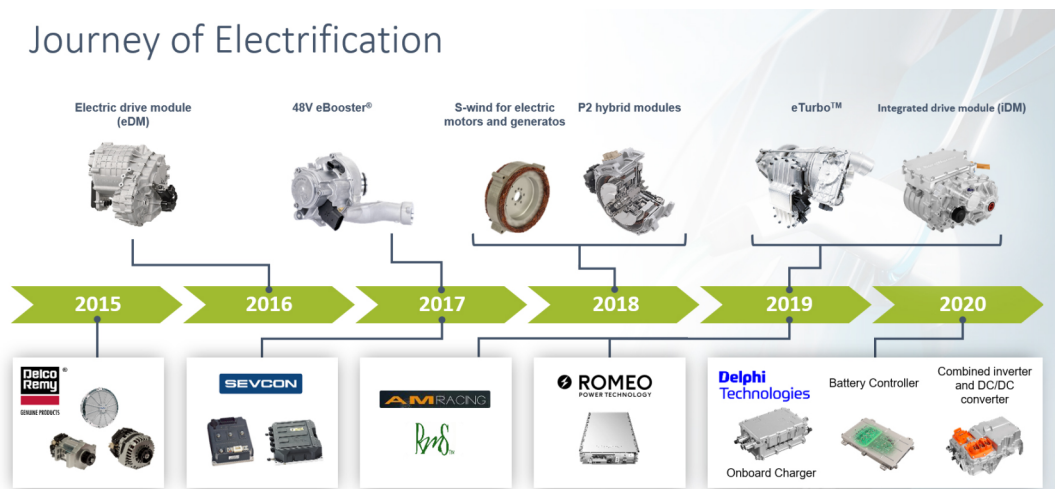 Journey of Electrification
Electric drive module
(eDM)
48V eBooster®
S-wind for electric
motors and generatos
P2 hybrid modules
eTurbo™
Integrated drive module (iDM)
2015
2016
2017
2018
2019
2020
Delco
Remy
®
GENUINE PRODUCTS
SEVCON
AM RACING
RMS™
ROMEO
POWER TECHNOLOGY
Delphi
Technologies
Onboard Charger
Battery Controller
Combined inverter
and DC/DC
converter